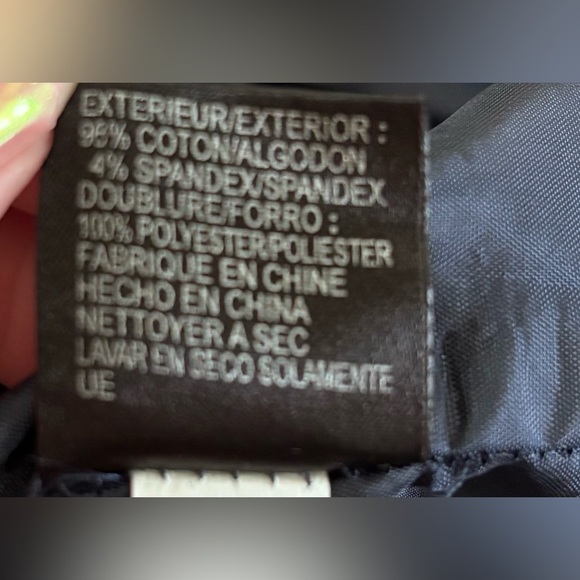 EXTERIEUR/EXTERIOR :
96% COTON/ALGODON
4% SPANDEX/SPANDEX
DOUBLURE/FORRO :
100% POLYESTER/POLIESTER
FABRIQUE EN CHINE
HECHO EN CHINA
NETTOYER A SEC
LAVAR EN SECO SOLAMENTE
UE